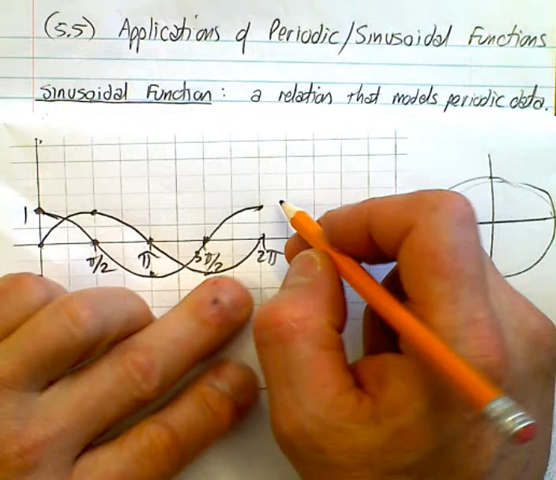 (5.5) Applications of Periodic/Sinusoidal Functions
Sinusoidal Function: a relation that models periodic data.
1
π/2 π 3π/2 2π